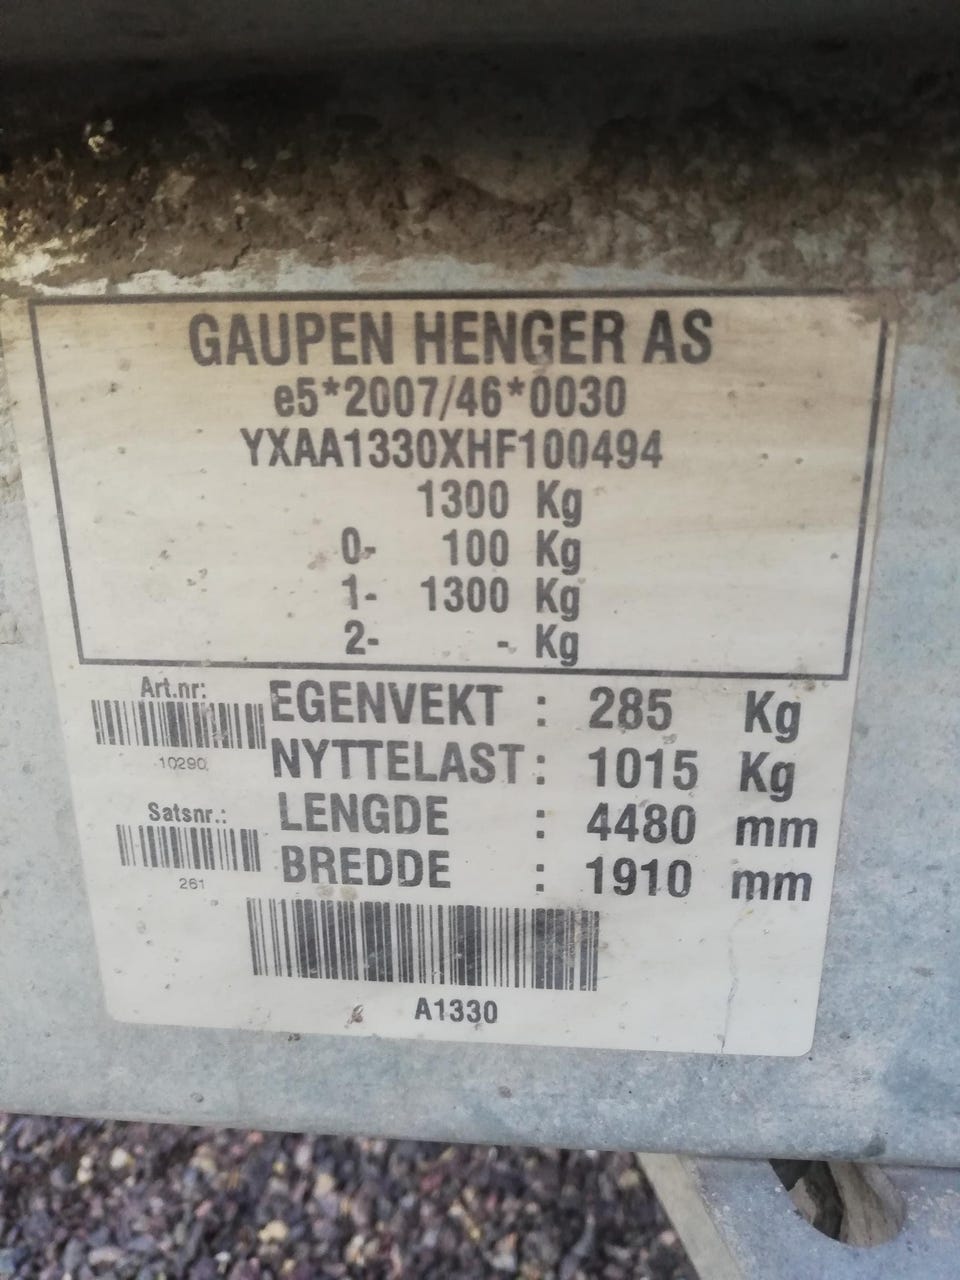 GAUPEN HENGER AS
e5*2007/46*0030
YXAA1330XHF100494
1300 Kg
0- 100 Kg
1- 1300 Kg
2- - Kg
Art.nr:
10290
EGENVEKT : 285 Kg
NYTTELAST : 1015 Kg
Satsnr.:
261
LENGDE : 4480 mm
BREDDE : 1910 mm
A1330